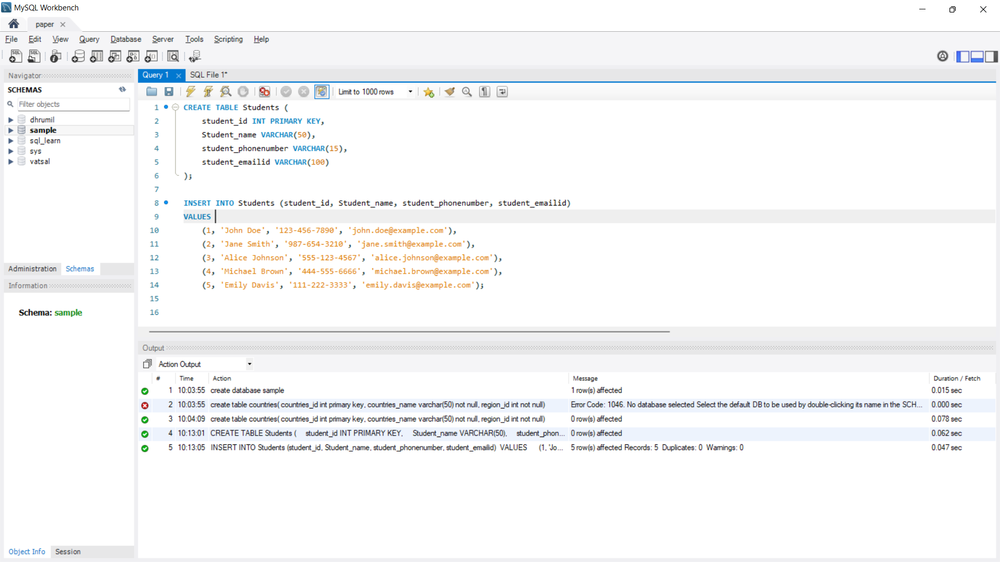 MySQL Workbench
paper
File Edit View Query Database Server Tools Scripting Help
Navigator
SCHEMAS
Filter objects
dhrumil
sample
sql_learn
sys
vatsal
Administration Schemas
Information
Schema: sample
Object Info Session
Query 1 SQL File 1*
Limit to 1000 rows
1 CREATE TABLE Students (
2 student_id INT PRIMARY KEY,
3 Student_name VARCHAR(50),
4 student_phonenumber VARCHAR(15),
5 student_emailid VARCHAR(100)
6 );
7
8 INSERT INTO Students (student_id, Student_name, student_phonenumber, student_emailid)
9 VALUES
10 (1, 'John Doe', '123-456-7890', 'john.doe@example.com'),
11 (2, 'Jane Smith', '987-654-3210', 'jane.smith@example.com'),
12 (3, 'Alice Johnson', '555-123-4567', 'alice.johnson@example.com'),
13 (4, 'Michael Brown', '444-555-6666', 'michael.brown@example.com'),
14 (5, 'Emily Davis', '111-222-3333', 'emily.davis@example.com');
15
16
Output
Action Output
# Time Action Message Duration / Fetch
1 10:03:55 create database sample 1 row(s) affected 0.015 sec
2 10:03:55 create table countries( countries_id int primary key, countries_name varchar(50) not null, region_id int not null) Error Code: 1046. No database selected Select the default DB to be used by double-clicking its name in the SCH... 0.000 sec
3 10:04:09 create table countries( countries_id int primary key, countries_name varchar(50) not null, region_id int not null) 0 row(s) affected 0.078 sec
4 10:13:01 CREATE TABLE Students ( student_id INT PRIMARY KEY, Student_name VARCHAR(50), student_phon... 0 row(s) affected 0.062 sec
5 10:13:05 INSERT INTO Students (student_id, Student_name, student_phonenumber, student_emailid) VALUES (1, 'Jo... 5 row(s) affected Records: 5 Duplicates: 0 Warnings: 0 0.047 sec